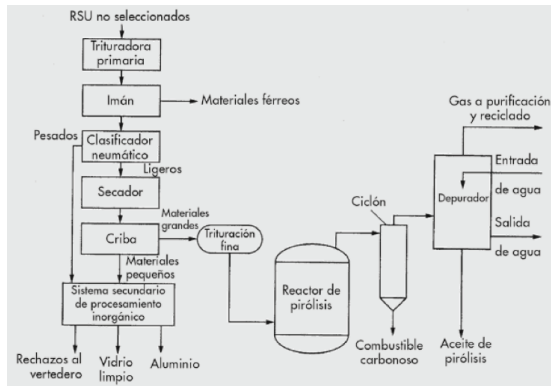 RSU no seleccionados
Trituradora
primaria
Imán
Materiales férreos
Pesados
Clasificador
neumático
Ligeros
Secador
Materiales
grandes
Criba
Trituración
fina
Materiales
pequeños
Sistema secundario
de procesamiento
inorgánico
Rechazos al
vertedero
Vidrio
limpio
Aluminio
Reactor de
pirólisis
Ciclón
Combustible
carbonoso
Gas a purificación
y reciclado
Entrada
de agua
Depurador
Salida
de agua
Aceite de
pirólisis